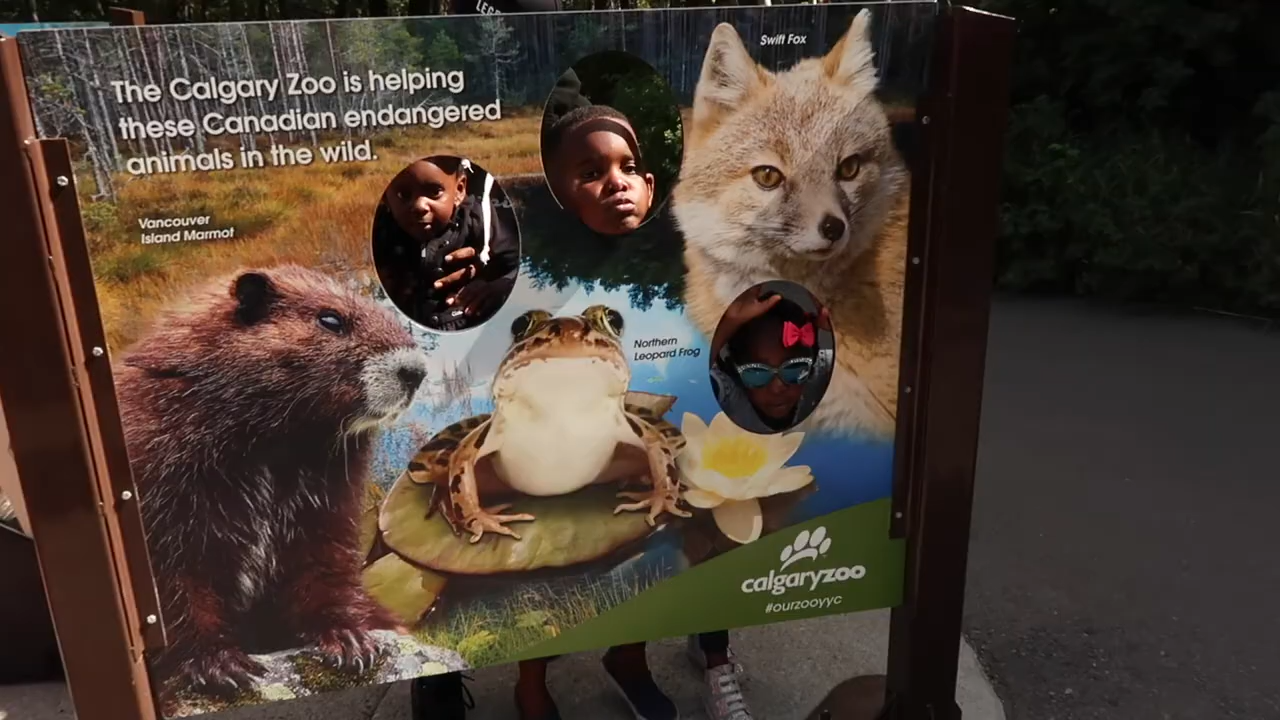 LEGE
Swift Fox
The Calgary Zoo is helping
these Canadian endangered
animals in the wild.
Vancouver
Island Marmot
Northern
Leopard Frog
calgaryzoo
#ourzooyyc